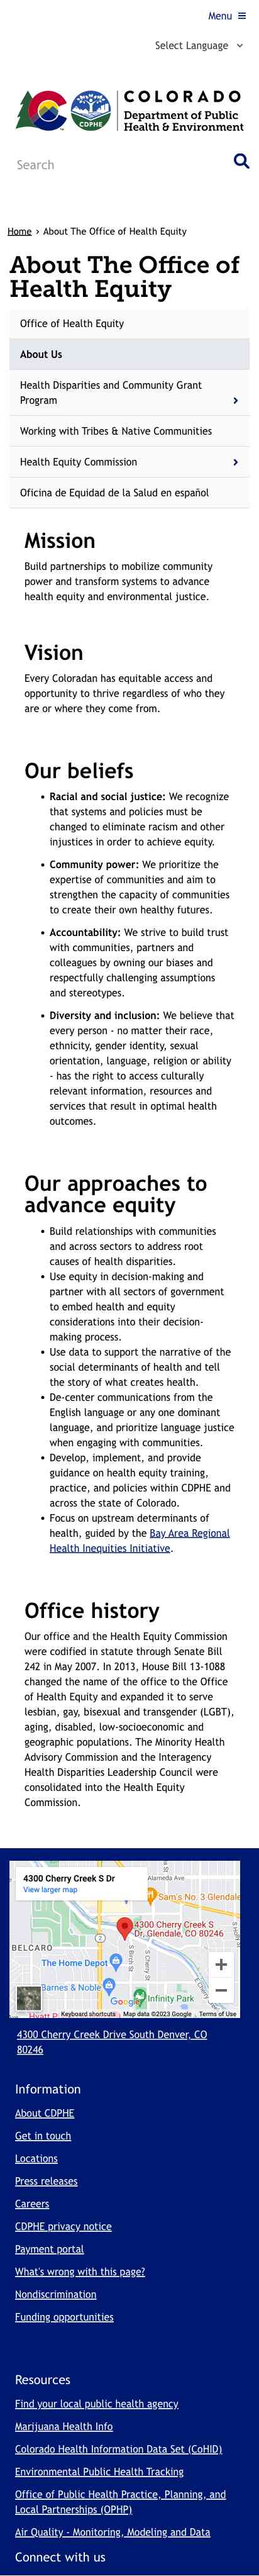 Menu
Select Language
COLORADO
Department of Public
Health & Environment
CDPHE
Search
Home › About The Office of Health Equity
About The Office of
Health Equity
Office of Health Equity
About Us
Health Disparities and Community Grant
Program
Working with Tribes & Native Communities
Health Equity Commission
Oficina de Equidad de la Salud en español
Mission
Build partnerships to mobilize community
power and transform systems to advance
health equity and environmental justice.
Vision
Every Coloradan has equitable access and
opportunity to thrive regardless of who they
are or where they come from.
Our beliefs
• Racial and social justice: We recognize
that systems and policies must be
changed to eliminate racism and other
injustices in order to achieve equity.
• Community power: We prioritize the
expertise of communities and aim to
strengthen the capacity of communities
to create their own healthy futures.
• Accountability: We strive to build trust
with communities, partners and
colleagues by owning our biases and
respectfully challenging assumptions
and stereotypes.
• Diversity and inclusion: We believe that
every person - no matter their race,
ethnicity, gender identity, sexual
orientation, language, religion or ability
- has the right to access culturally
relevant information, resources and
services that result in optimal health
outcomes.
Our approaches to
advance equity
• Build relationships with communities
and across sectors to address root
causes of health disparities.
• Use equity in decision-making and
partner with all sectors of government
to embed health and equity
considerations into their decision-
making process.
• Use data to support the narrative of the
social determinants of health and tell
the story of what creates health.
• De-center communications from the
English language or any one dominant
language, and prioritize language justice
when engaging with communities.
• Develop, implement, and provide
guidance on health equity training,
practice, and policies within CDPHE and
across the state of Colorado.
• Focus on upstream determinants of
health, guided by the Bay Area Regional
Health Inequities Initiative.
Office history
Our office and the Health Equity Commission
were codified in statute through Senate Bill
242 in May 2007. In 2013, House Bill 13-1088
changed the name of the office to the Office
of Health Equity and expanded it to serve
lesbian, gay, bisexual and transgender (LGBT),
aging, disabled, low-socioeconomic and
geographic populations. The Minority Health
Advisory Commission and the Interagency
Health Disparities Leadership Council were
consolidated into the Health Equity
Commission.
4300 Cherry Creek S Dr
View larger map
Alameda Ave
Sam's No. 3 Glendale
4300 Cherry Creek S
Dr, Glendale, CO 80246
2
BELCARO
The Home Depot
S Birch St
S Cherry St
Barnes & Noble
Infinity Park
Google
Hyatt P
Keyboard shortcuts
Map data ©2023 Google
Terms of Use
4300 Cherry Creek Drive South Denver, CO
80246
Information
About CDPHE
Get in touch
Locations
Press releases
Careers
CDPHE privacy notice
Payment portal
What's wrong with this page?
Nondiscrimination
Funding opportunities
Resources
Find your local public health agency
Marijuana Health Info
Colorado Health Information Data Set (CoHID)
Environmental Public Health Tracking
Office of Public Health Practice, Planning, and
Local Partnerships (OPHP)
Air Quality - Monitoring, Modeling and Data
Connect with us